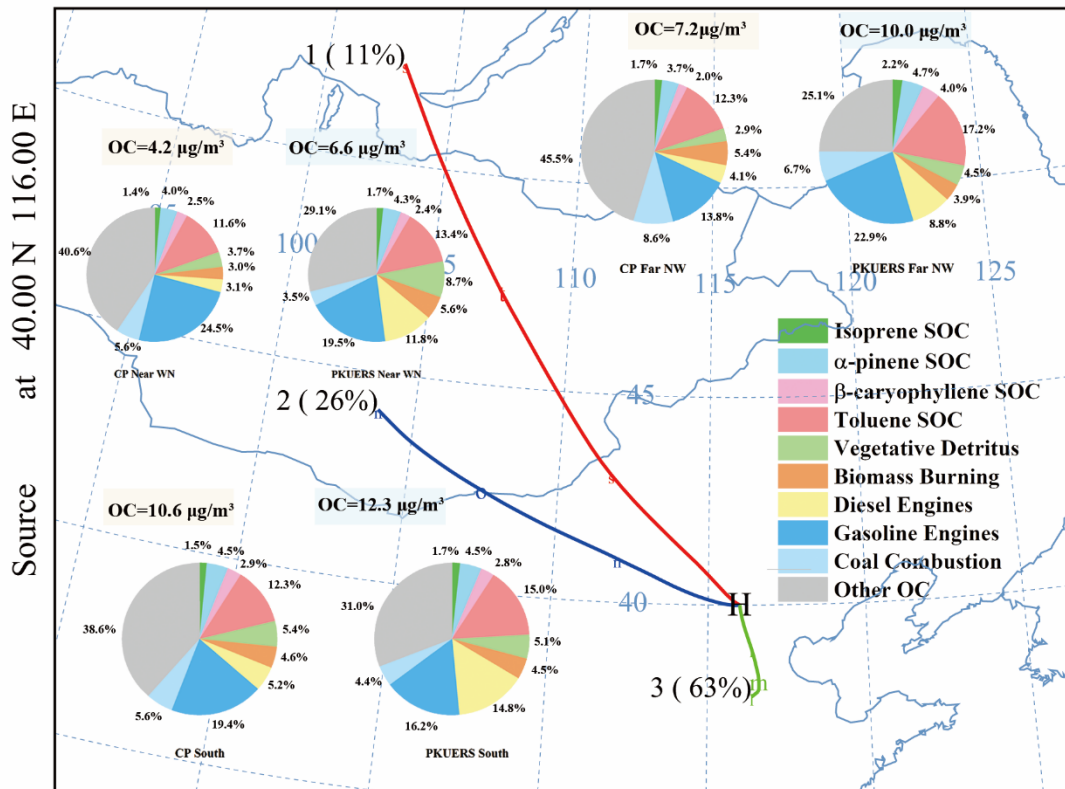 Source at 40.00 N 116.00 E
1 ( 11%)
2 ( 26%)
3 ( 63%)
H
OC=4.2 µg/m³
1.4%
4.0%
2.5%
11.6%
3.7%
3.0%
3.1%
24.5%
5.6%
40.6%
CP Near WN
OC=6.6 µg/m³
1.7%
4.3%
2.4%
13.4%
8.7%
5.6%
11.8%
19.5%
3.5%
29.1%
PKUERS Near WN
OC=7.2µg/m³
1.7%
3.7%
2.0%
12.3%
2.9%
5.4%
4.1%
13.8%
8.6%
45.5%
CP Far NW
OC=10.0 µg/m³
2.2%
4.7%
4.0%
17.2%
4.5%
3.9%
8.8%
22.9%
6.7%
25.1%
PKUERS Far NW
OC=10.6 µg/m³
1.5%
4.5%
2.9%
12.3%
5.4%
4.6%
5.2%
19.4%
5.6%
38.6%
CP South
OC=12.3 µg/m³
1.7%
4.5%
2.8%
15.0%
5.1%
4.5%
14.8%
16.2%
4.4%
31.0%
PKUERS South
100
110
115
120
125
45
40
Isoprene SOC
α-pinene SOC
β-caryophyllene SOC
Toluene SOC
Vegetative Detritus
Biomass Burning
Diesel Engines
Gasoline Engines
Coal Combustion
Other OC